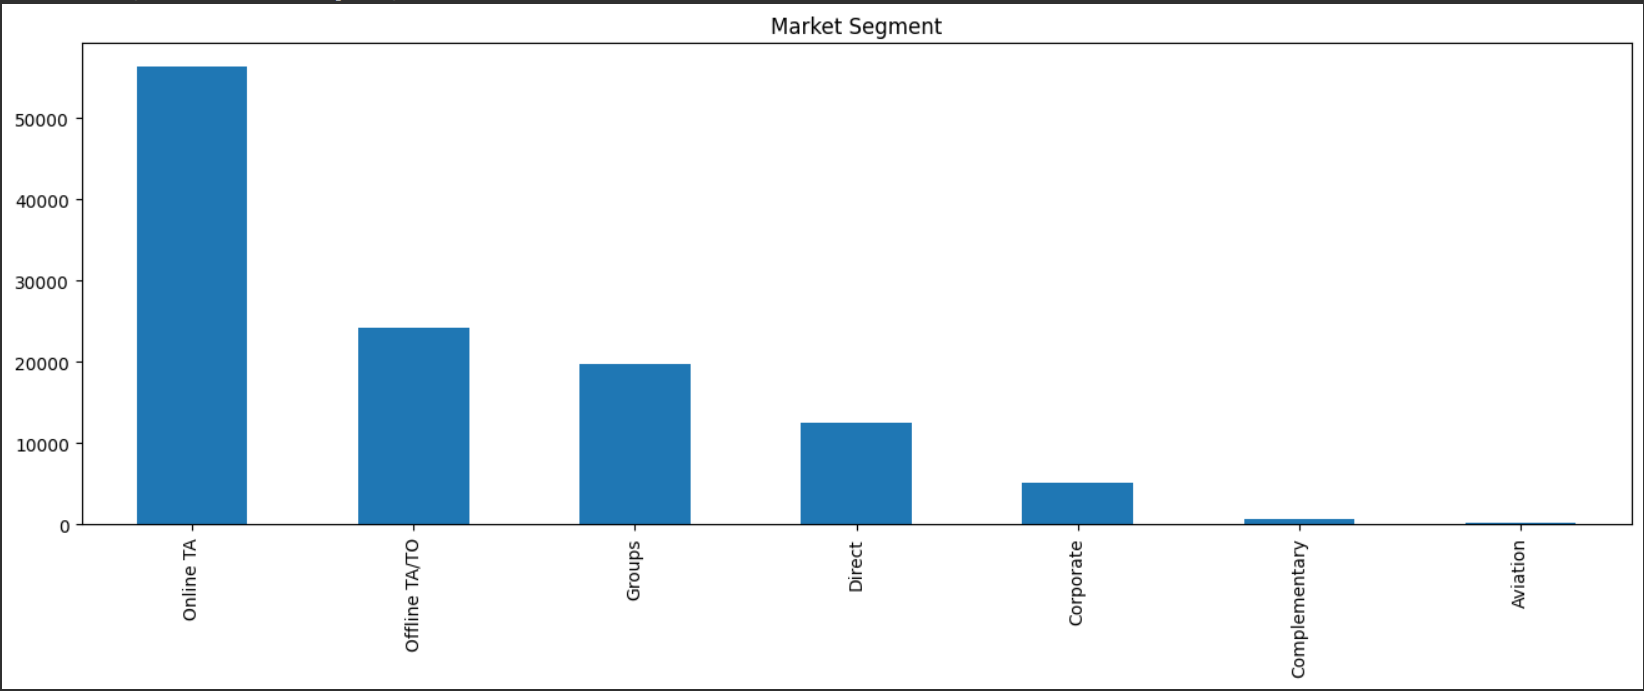 Market Segment
50000
40000
30000
20000
10000
0
Online TA
Offline TA/TO
Groups
Direct
Corporate
Complementary
Aviation